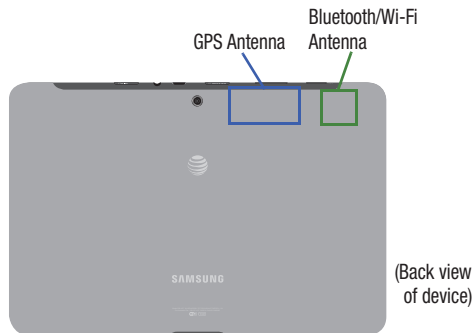 Bluetooth/Wi-Fi
GPS Antenna
Antenna
SAMSUNG
(Back view
of device)